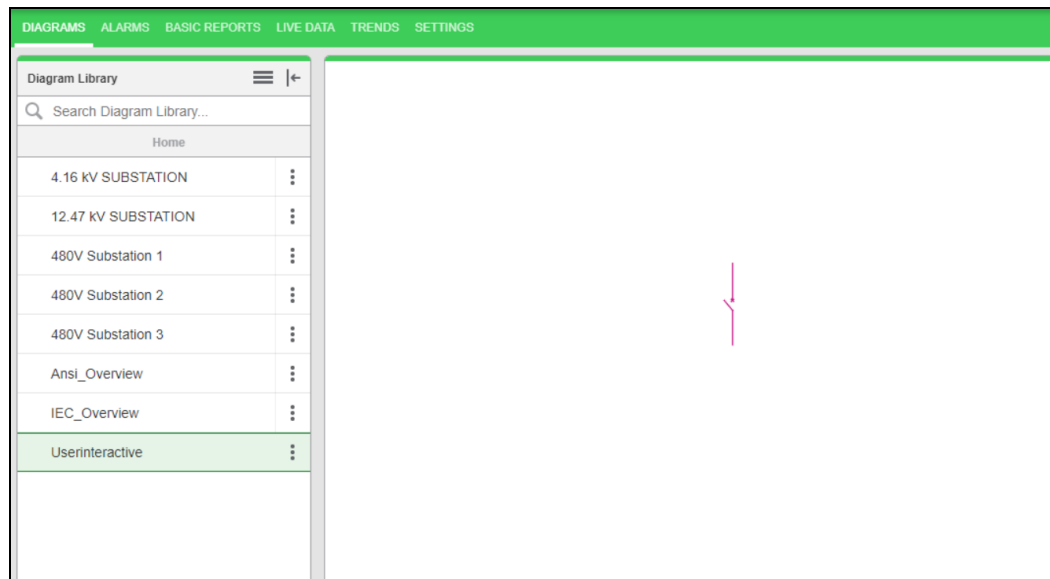 DIAGRAMS ALARMS BASIC REPORTS LIVE DATA TRENDS SETTINGS
Diagram Library
Search Diagram Library...
Home
4.16 kV SUBSTATION
12.47 kV SUBSTATION
480V Substation 1
480V Substation 2
480V Substation 3
Ansi_Overview
IEC_Overview
Userinteractive